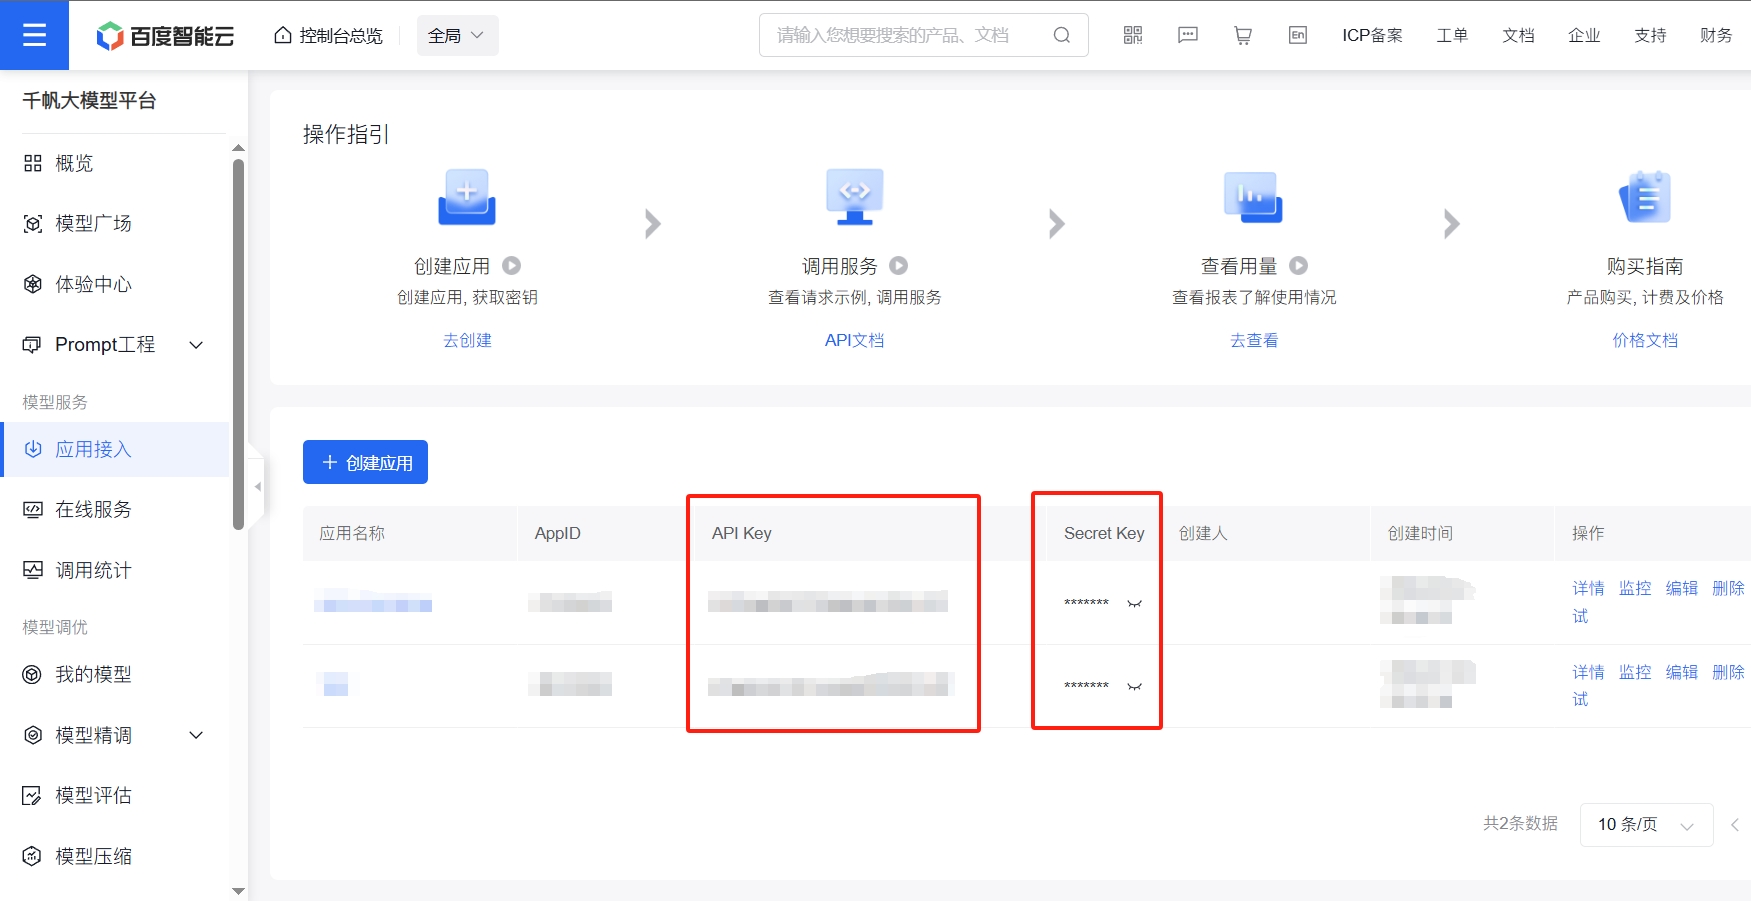 百度智能云
控制台总览
全局
请输入您想要搜索的产品、文档
En
ICP备案
工单
文档
企业
支持
财务
千帆大模型平台
概览
模型广场
体验中心
Prompt工程
模型服务
应用接入
在线服务
调用统计
模型调优
我的模型
模型精调
模型评估
模型压缩
操作指引
创建应用
创建应用, 获取密钥
去创建
调用服务
查看请求示例, 调用服务
API文档
查看用量
查看报表了解使用情况
去查看
购买指南
产品购买, 计费及价格
价格文档
创建应用
应用名称 AppID API Key Secret Key 创建人 创建时间 操作
******* 详情 监控 编辑 删除
试
******* 详情 监控 编辑 删除
试
共2条数据 10 条/页